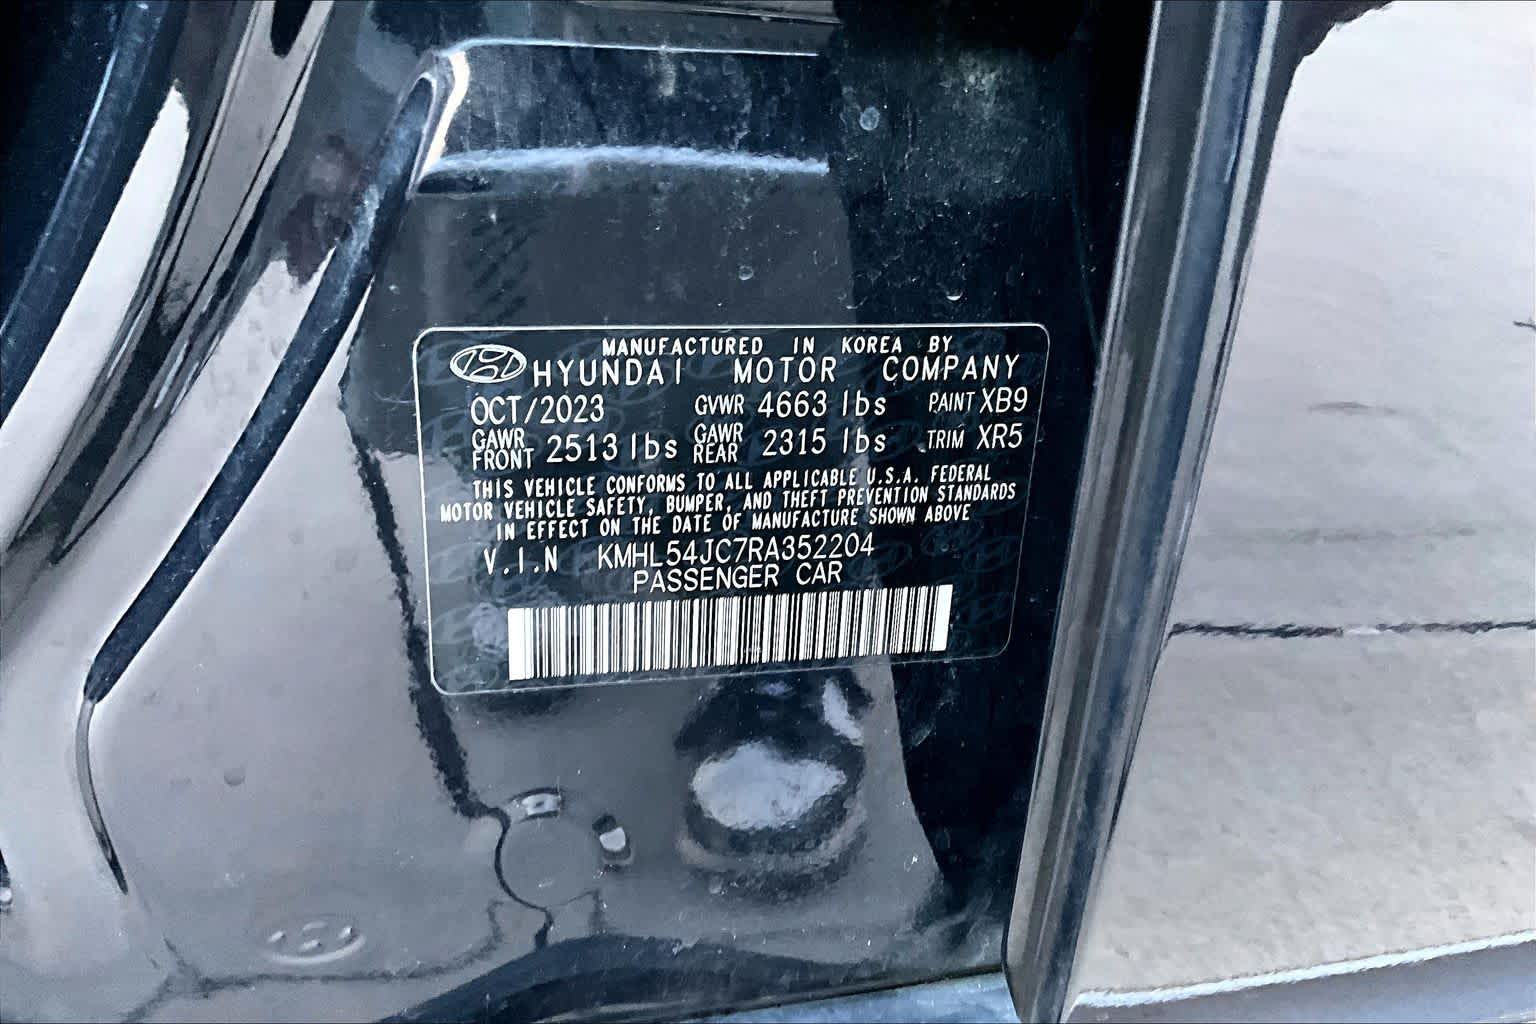 MANUFACTURED IN KOREA BY
HYUNDAI MOTOR COMPANY
OCT/2023 GVWR 4663 lbs PAINT XB9
GAWR FRONT 2513 lbs GAWR REAR 2315 lbs TRIM XR5
THIS VEHICLE CONFORMS TO ALL APPLICABLE U.S.A. FEDERAL
MOTOR VEHICLE SAFETY, BUMPER, AND THEFT PREVENTION STANDARDS
IN EFFECT ON THE DATE OF MANUFACTURE SHOWN ABOVE
V.I.N KMHL54JC7RA352204
PASSENGER CAR